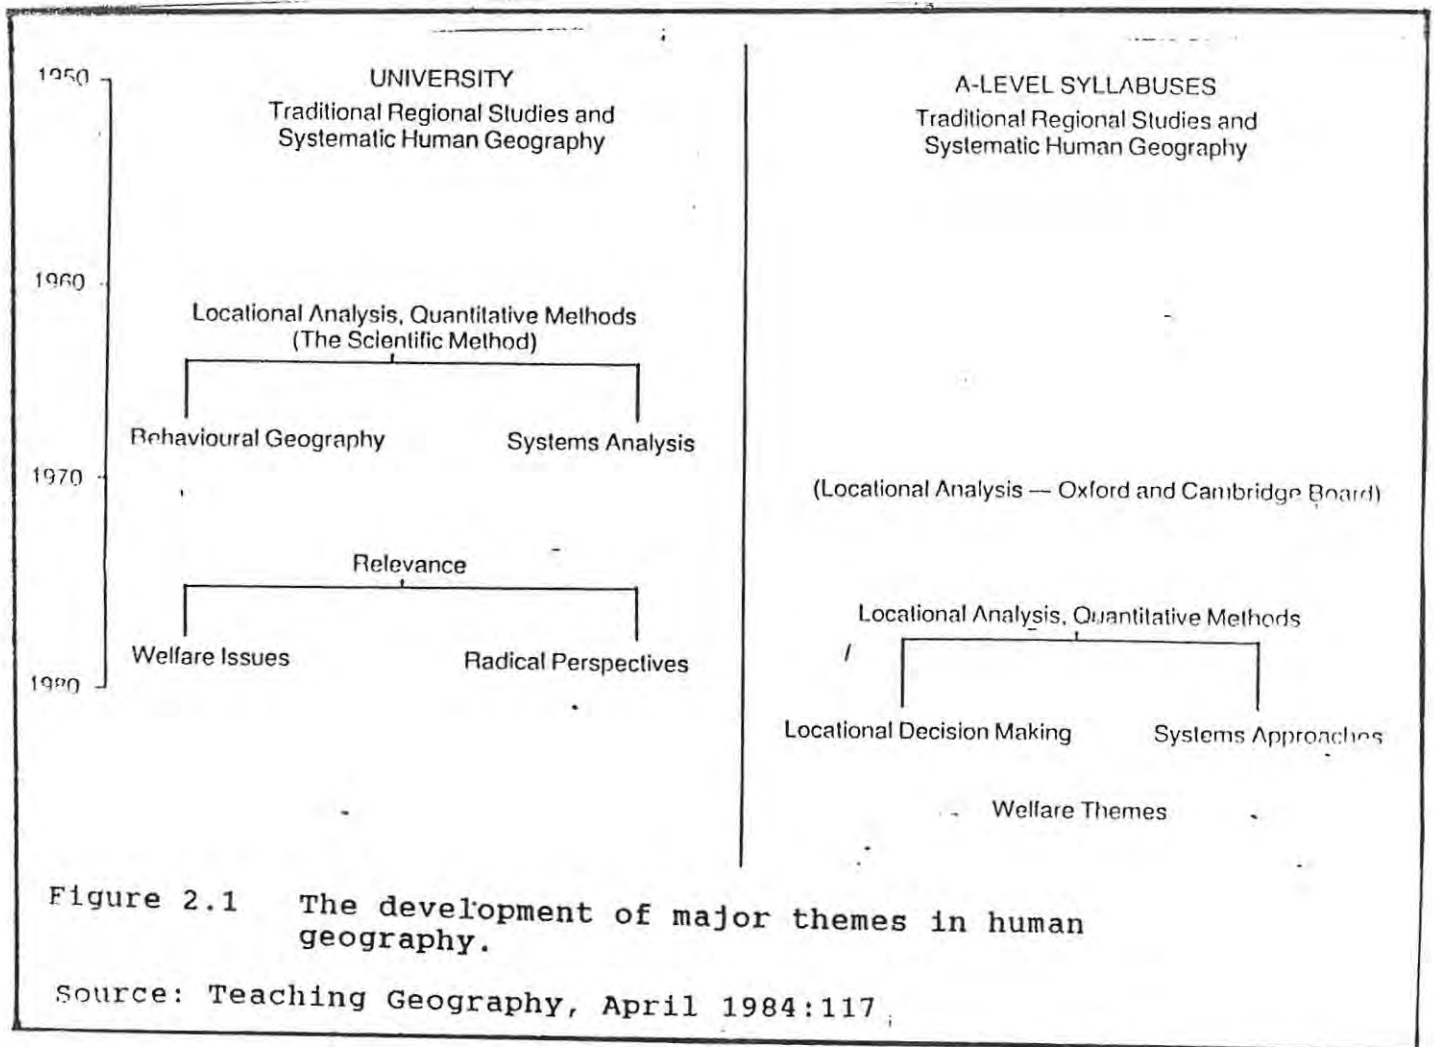 1950
UNIVERSITY
Traditional Regional Studies and
Systematic Human Geography
1960
Locational Analysis, Quantitative Methods
(The Scientific Method)
Behavioural Geography
Systems Analysis
1970
Relevance
Welfare Issues
Radical Perspectives
1980
A-LEVEL SYLLABUSES
Traditional Regional Studies and
Systematic Human Geography
(Locational Analysis — Oxford and Cambridge Board)
Locational Analysis, Quantitative Methods
Locational Decision Making
Systems Approaches
Welfare Themes
Figure 2.1 The development of major themes in human
geography.
Source: Teaching Geography, April 1984:117